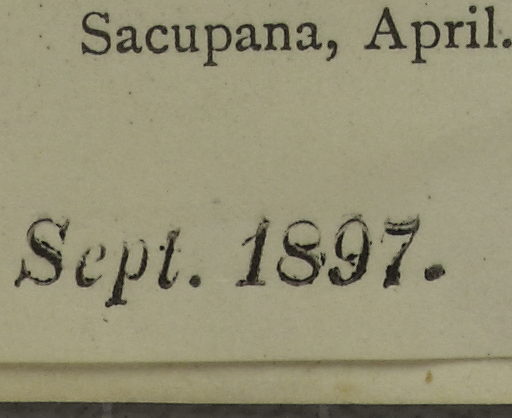 Sacupana, April.
Sept. 1897.